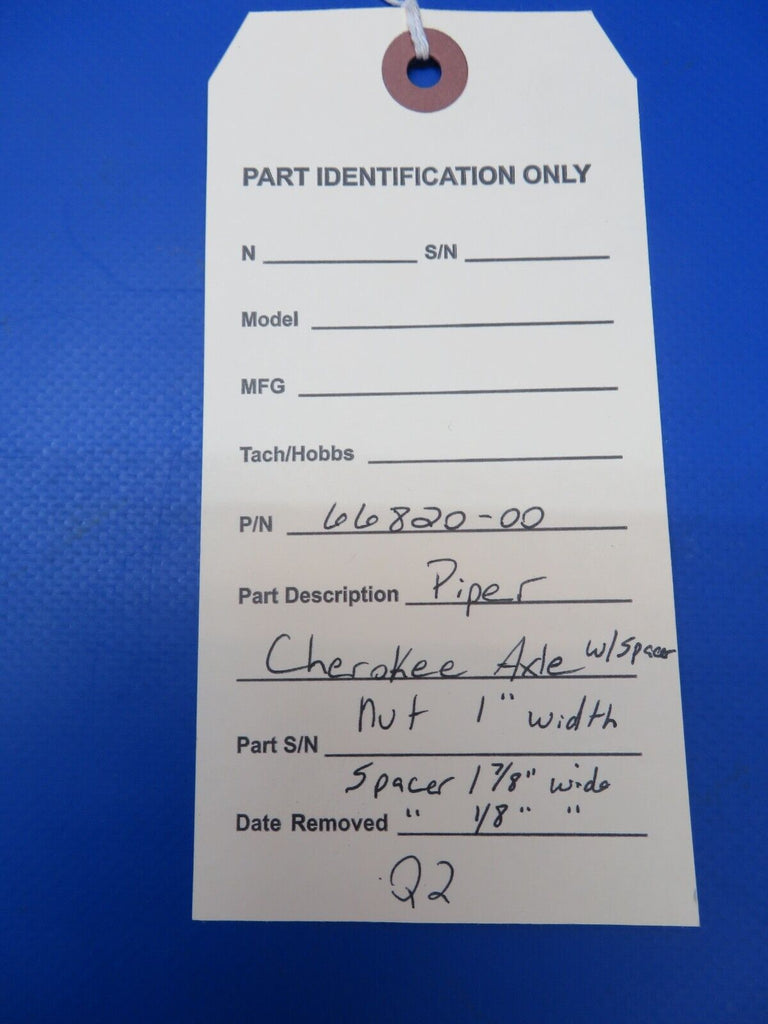 PART IDENTIFICATION ONLY
N S/N
Model
MFG
Tach/Hobbs
P/N 66820-00
Part Description Piper
Cherokee Axle w/spacer
nut 1" width
Part S/N
Spacer 1 7/8" wide
Date Removed " 1/8" "
Q2